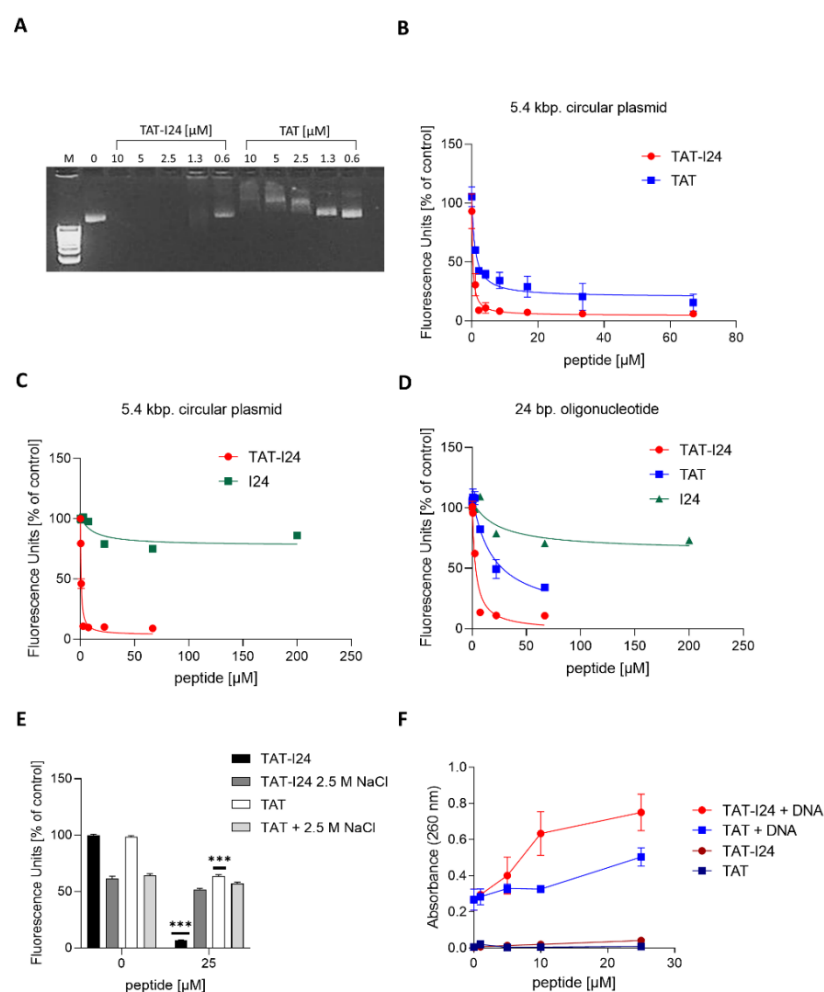 A
TAT-I24 [µM] TAT [µM]
M 0 10 5 2.5 1.3 0.6 10 5 2.5 1.3 0.6
B
5.4 kbp. circular plasmid
Fluorescence Units [% of control]
150
100
50
0
0 20 40 60 80
peptide [µM]
TAT-I24
TAT
C
5.4 kbp. circular plasmid
Fluorescence Units [% of control]
150
100
50
0
0 50 100 150 200 250
peptide [µM]
TAT-I24
I24
D
24 bp. oligonucleotide
Fluorescence Units [% of control]
150
100
50
0
0 50 100 150 200 250
peptide [µM]
TAT-I24
TAT
I24
E
Fluorescence Units [% of control]
150
100
50
0
*** ***
0 25
peptide [µM]
TAT-I24
TAT-I24 2.5 M NaCl
TAT
TAT + 2.5 M NaCl
F
Absorbance (260 nm)
1.0
0.8
0.6
0.4
0.2
0.0
0 10 20 30
peptide [µM]
TAT-I24 + DNA
TAT + DNA
TAT-I24
TAT